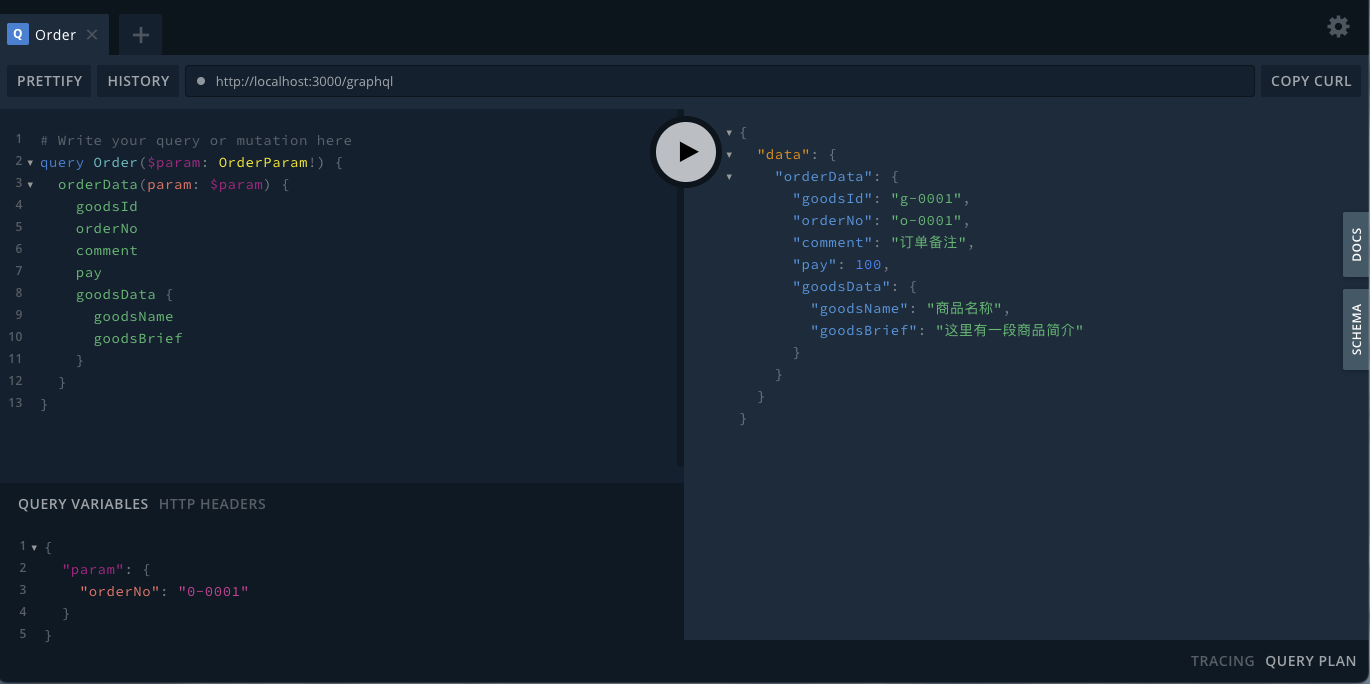 Q Order ×
PRETTIFY HISTORY http://localhost:3000/graphql COPY CURL
1 # Write your query or mutation here
2 query Order($param: OrderParam!) {
3 orderData(param: $param) {
4 goodsId
5 orderNo
6 comment
7 pay
8 goodsData {
9 goodsName
10 goodsBrief
11 }
12 }
13 }
QUERY VARIABLES HTTP HEADERS
1 {
2 "param": {
3 "orderNo": "0-0001"
4 }
5 }
{
"data": {
"orderData": {
"goodsId": "g-0001",
"orderNo": "o-0001",
"comment": "订单备注",
"pay": 100,
"goodsData": {
"goodsName": "商品名称",
"goodsBrief": "这里有一段商品简介"
}
}
}
}
DOCS
SCHEMA
TRACING QUERY PLAN